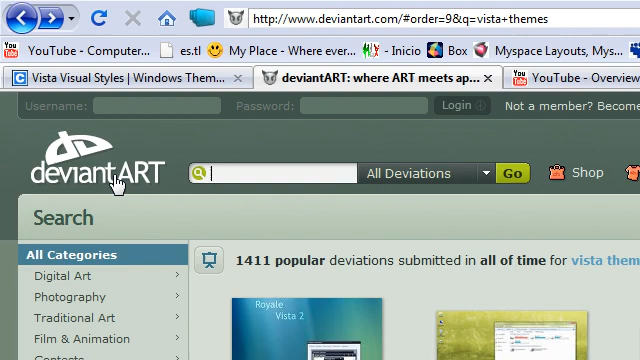 http://www.deviantart.com/#order=9&q=vista+themes
YouTube - Computer... es.tl My Place - Where ever... - Inicio Box Myspace Layouts, Mys...
Vista Visual Styles | Windows Them... deviantART: where ART meets ap... YouTube - Overview
Username: Password: Login Not a member? Become
deviantART
All Deviations Go Shop
Search
All Categories
1411 popular deviations submitted in all of time for vista them
Digital Art
Photography
Traditional Art
Film & Animation
Royale
Vista 2